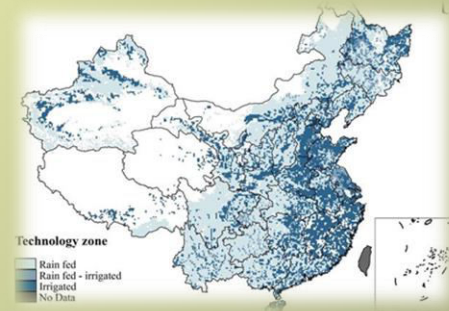 Technology zone
Rain fed
Rain fed - irrigated
Irrigated
No Data